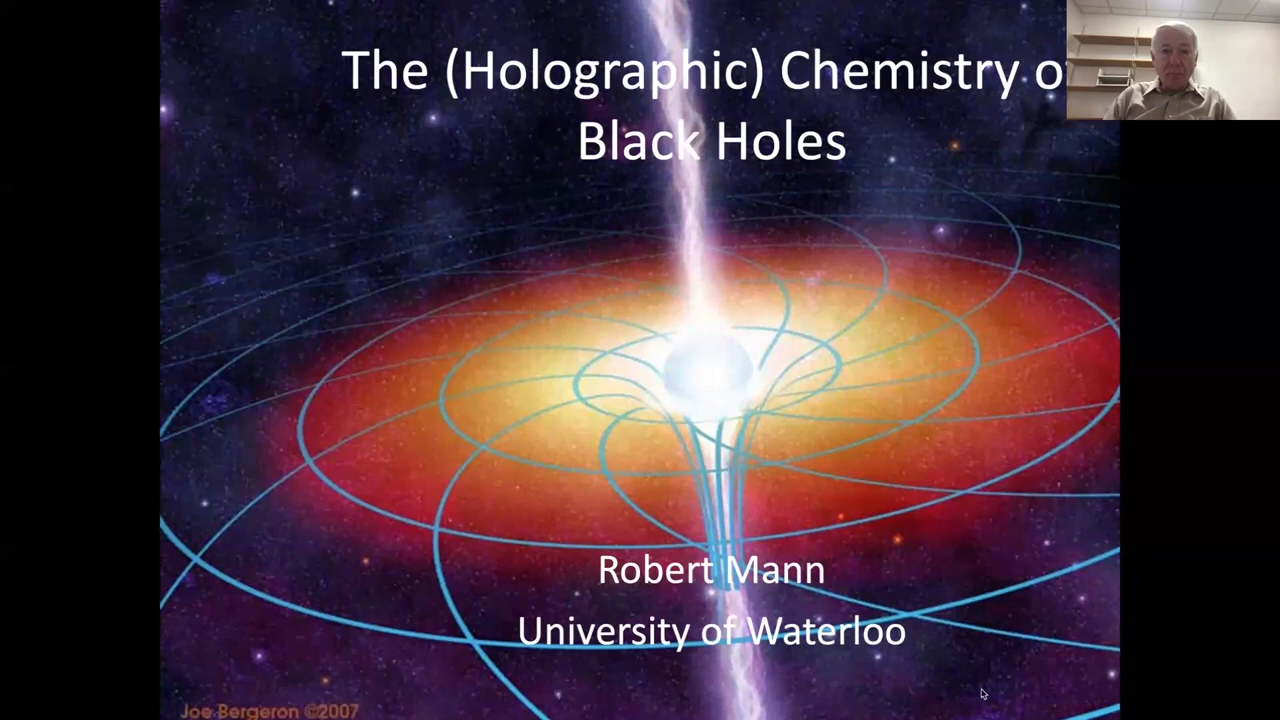 The (Holographic) Chemistry o
Black Holes
Robert Mann
University of Waterloo
Joe Bergeron ©2007